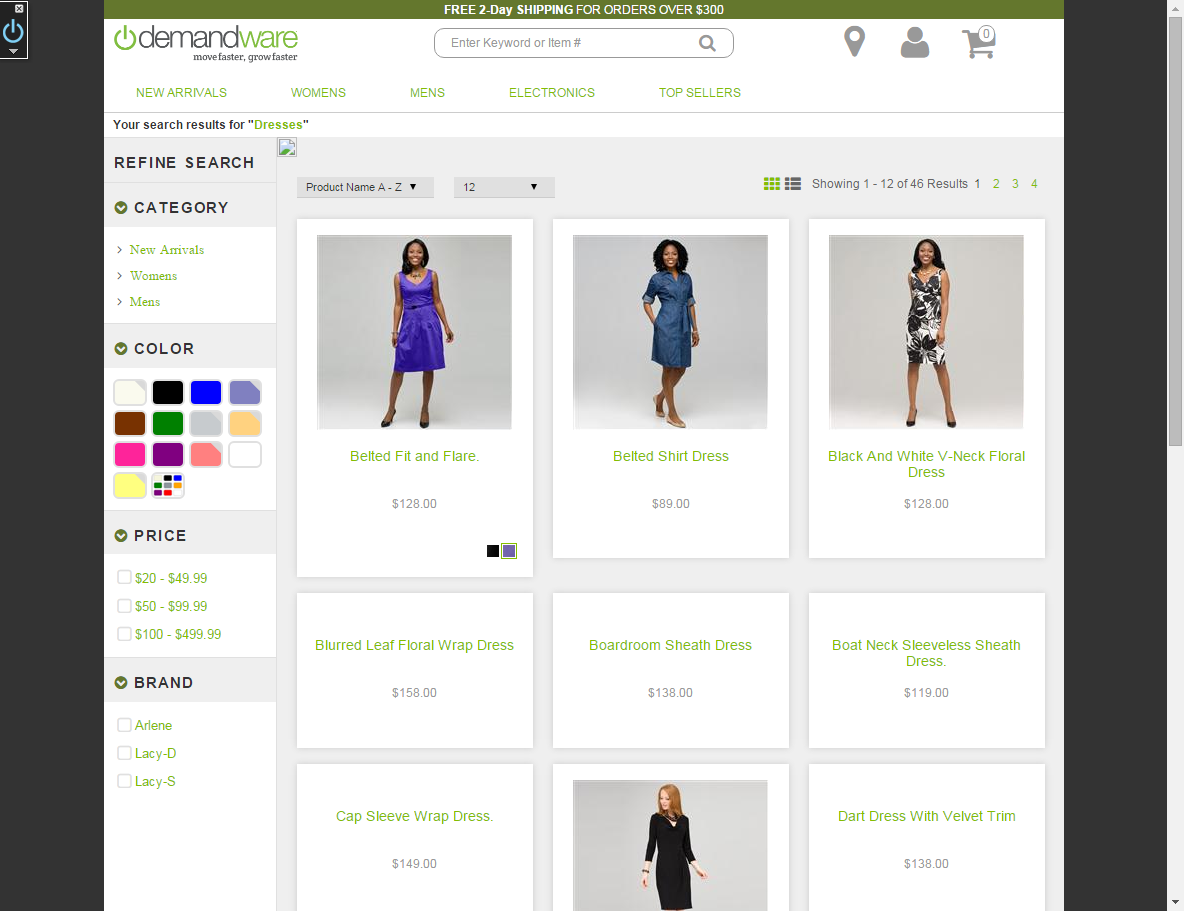 FREE 2-Day SHIPPING FOR ORDERS OVER $300
demandware
move faster, grow faster
Enter Keyword or Item #
0
NEW ARRIVALS WOMENS MENS ELECTRONICS TOP SELLERS
Your search results for "Dresses"
REFINE SEARCH
CATEGORY
New Arrivals
Womens
Mens
COLOR
PRICE
$20 - $49.99
$50 - $99.99
$100 - $499.99
BRAND
Arlene
Lacy-D
Lacy-S
Product Name A - Z
12
Showing 1 - 12 of 46 Results 1 2 3 4
Belted Fit and Flare.
$128.00
Belted Shirt Dress
$89.00
Black And White V-Neck Floral
Dress
$128.00
Blurred Leaf Floral Wrap Dress
$158.00
Boardroom Sheath Dress
$138.00
Boat Neck Sleeveless Sheath
Dress.
$119.00
Cap Sleeve Wrap Dress.
$149.00
Dart Dress With Velvet Trim
$138.00